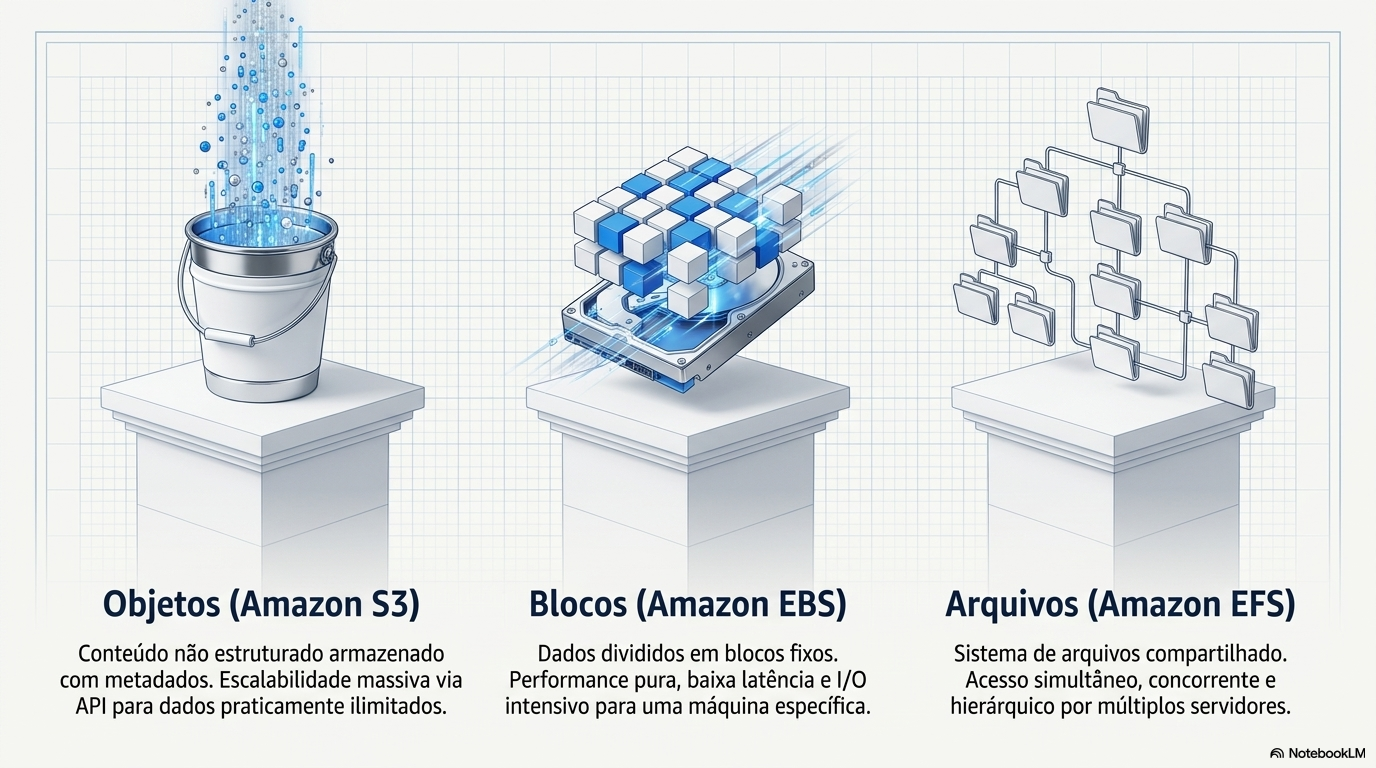 Objetos (Amazon S3)
Conteúdo não estruturado armazenado
com metadados. Escalabilidade massiva via
API para dados praticamente ilimitados.
Blocos (Amazon EBS)
Dados divididos em blocos fixos.
Performance pura, baixa latência e I/O
intensivo para uma máquina específica.
Arquivos (Amazon EFS)
Sistema de arquivos compartilhado.
Acesso simultâneo, concorrente e
hierárquico por múltiplos servidores.
NotebookLM